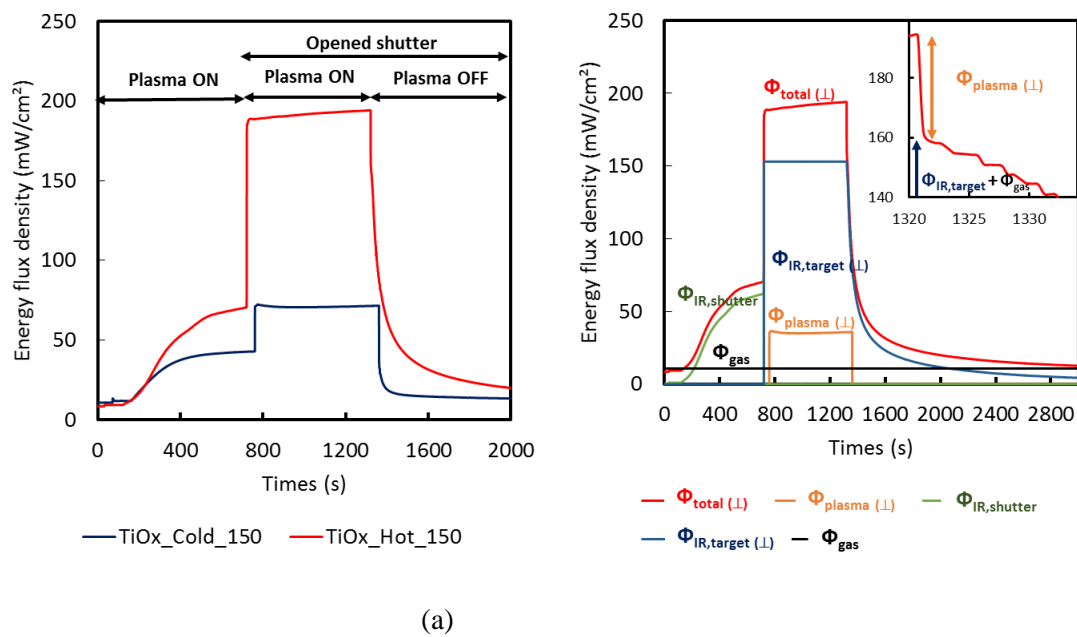 250
200
150
100
50
0
Energy flux density (mW/cm²)
Opened shutter
Plasma ON
Plasma ON
Plasma OFF
0 400 800 1200 1600 2000
Times (s)
TiOx_Cold_150
TiOx_Hot_150
250
200
150
100
50
0
Energy flux density (mW/cm²)
Φtotal (⊥)
ΦIR,target (⊥)
ΦIR,shutter
Φplasma (⊥)
Φgas
180
160
140
Φplasma (⊥)
ΦIR,target + Φgas
1320 1325 1330
0 400 800 1200 1600 2000 2400 2800
Times (s)
Φtotal (⊥)
Φplasma (⊥)
ΦIR,shutter
ΦIR,target (⊥)
Φgas
(a)